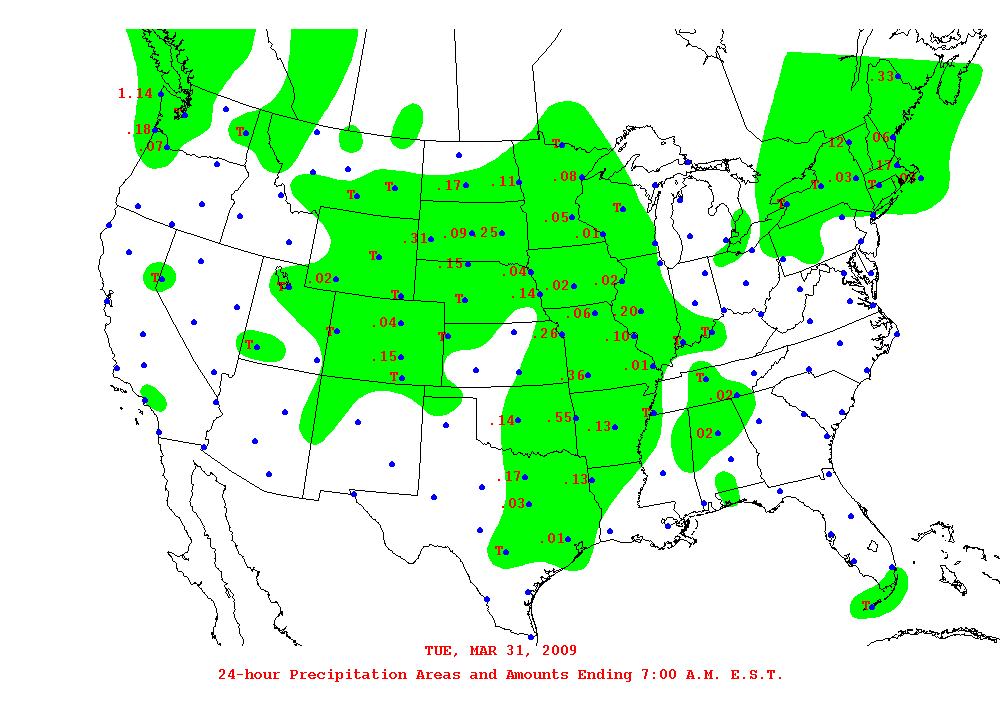 .33
1.14
T
.18
T
.06
.07
.12
T
.17
.08
.03
T
T
T
.17
.11
T
T
.05
T
.31
.09
.25
.01
T
.15
.04
T
T
.02
.02
.02
T
T
.14
.20
.06
T
.04
T
.26
.10
T
T
T
.15
.01
T
.36
T
.02
T
.14
.55
.13
.02
.17
.13
.03
.01
T
T
TUE, MAR 31, 2009
24-hour Precipitation Areas and Amounts Ending 7:00 A.M. E.S.T.